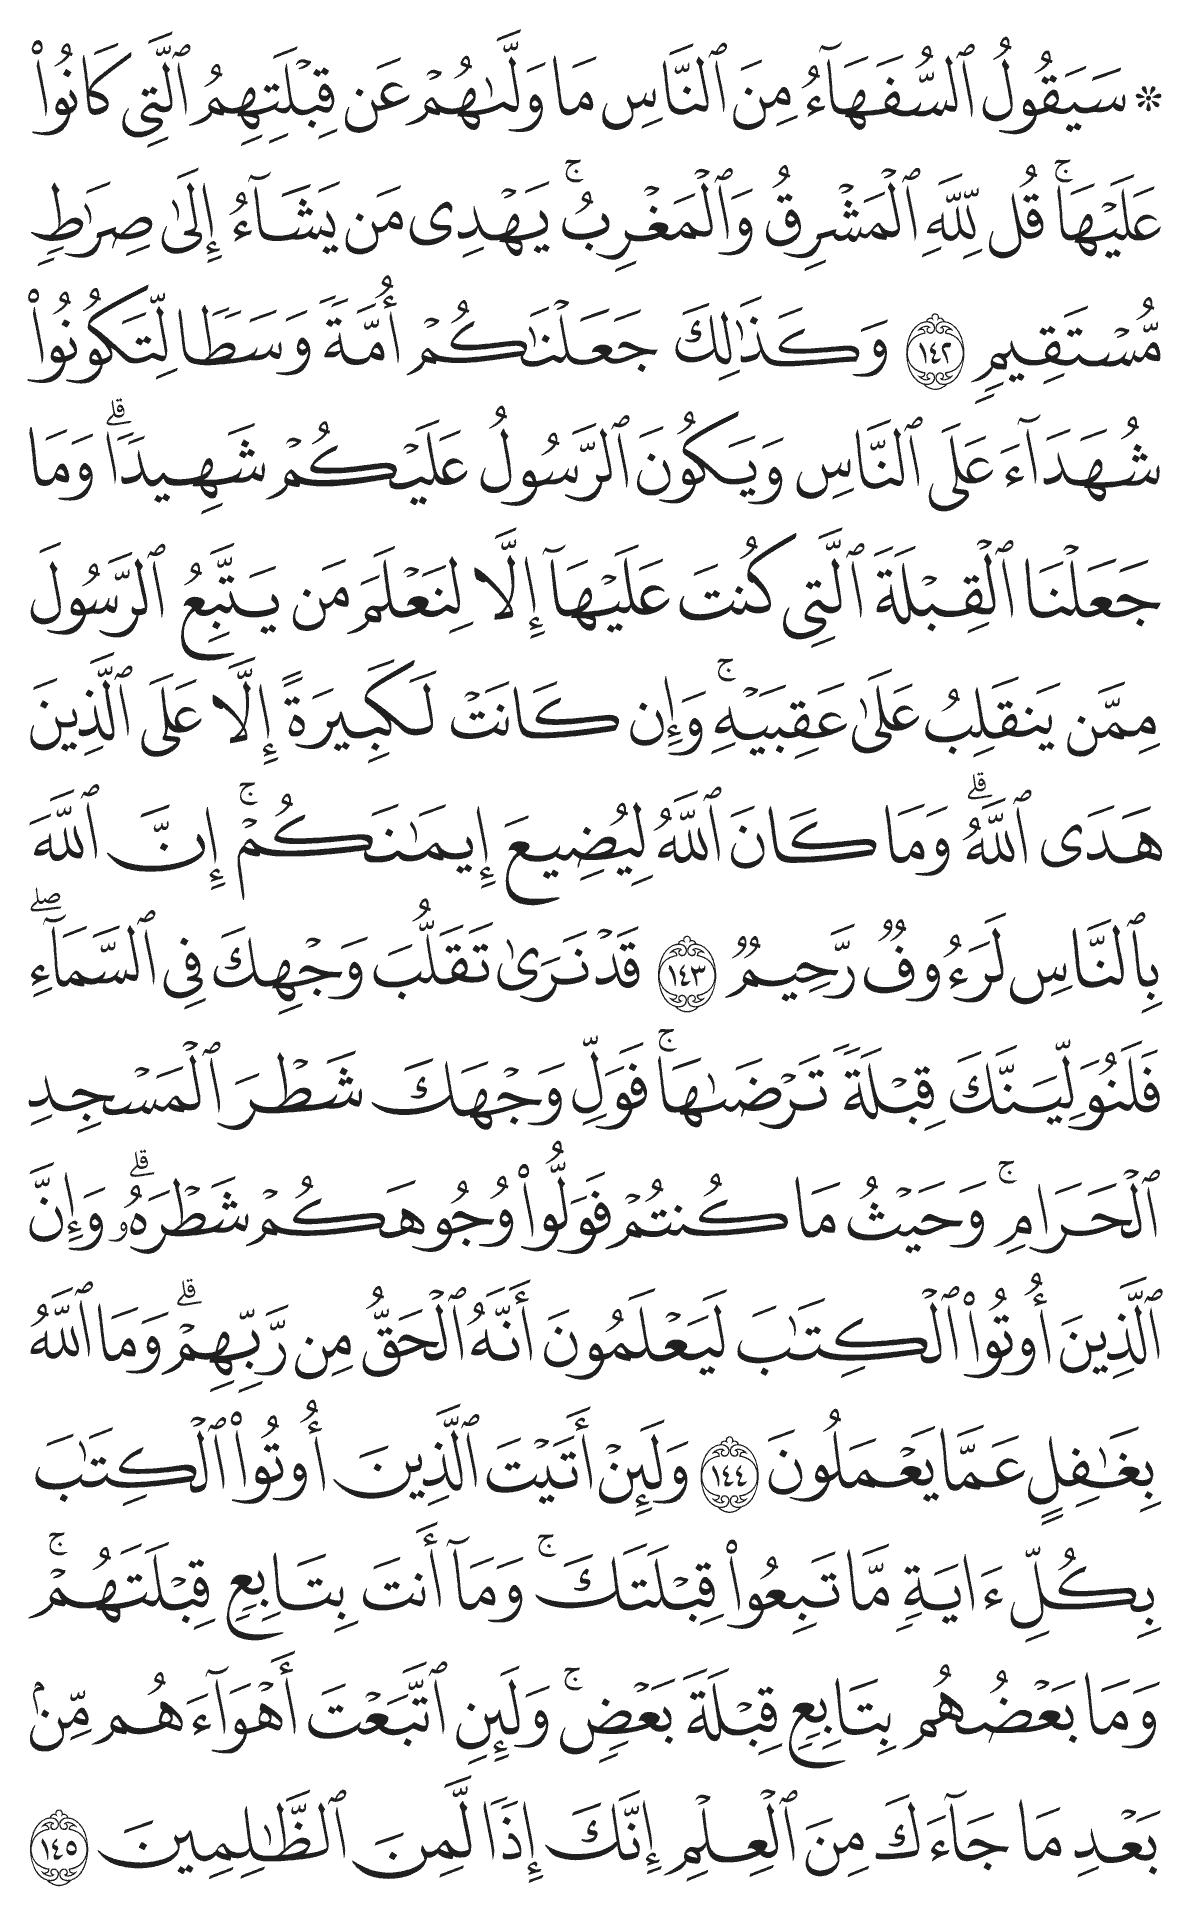 ۞ سَيَقُولُ ٱلسُّفَهَآءُ مِنَ ٱلنَّاسِ مَا وَلَّىٰهُمۡ عَن قِبۡلَتِهِمُ ٱلَّتِي كَانُواْ
عَلَيۡهَاۚ قُل لِّلَّهِ ٱلۡمَشۡرِقُ وَٱلۡمَغۡرِبُۚ يَهۡدِي مَن يَشَآءُ إِلَىٰ صِرَٰطٖ
مُّسۡتَقِيمٖ ١٤٢ وَكَذَٰلِكَ جَعَلۡنَٰكُمۡ أُمَّةٗ وَسَطٗا لِّتَكُونُواْ
شُهَدَآءَ عَلَى ٱلنَّاسِ وَيَكُونَ ٱلرَّسُولُ عَلَيۡكُمۡ شَهِيدٗاۗ وَمَا
جَعَلۡنَا ٱلۡقِبۡلَةَ ٱلَّتِي كُنتَ عَلَيۡهَآ إِلَّا لِنَعۡلَمَ مَن يَتَّبِعُ ٱلرَّسُولَ
مِمَّن يَنقَلِبُ عَلَىٰ عَقِبَيۡهِۚ وَإِن كَانَتۡ لَكَبِيرَةً إِلَّا عَلَى ٱلَّذِينَ
هَدَى ٱللَّهُۗ وَمَا كَانَ ٱللَّهُ لِيُضِيعَ إِيمَٰنَكُمۡۚ إِنَّ ٱللَّهَ
بِٱلنَّاسِ لَرَءُوفٞ رَّحِيمٞ ١٤٣ قَدۡ نَرَىٰ تَقَلُّبَ وَجۡهِكَ فِي ٱلسَّمَآءِۖ
فَلَنُوَلِّيَنَّكَ قِبۡلَةٗ تَرۡضَىٰهَاۚ فَوَلِّ وَجۡهَكَ شَطۡرَ ٱلۡمَسۡجِدِ
ٱلۡحَرَامِۚ وَحَيۡثُ مَا كُنتُمۡ فَوَلُّواْ وُجُوهَكُمۡ شَطۡرَهُۥۗ وَإِنَّ
ٱلَّذِينَ أُوتُواْ ٱلۡكِتَٰبَ لَيَعۡلَمُونَ أَنَّهُ ٱلۡحَقُّ مِن رَّبِّهِمۡۗ وَمَا ٱللَّهُ
بِغَٰفِلٍ عَمَّا يَعۡمَلُونَ ١٤٤ وَلَئِنۡ أَتَيۡتَ ٱلَّذِينَ أُوتُواْ ٱلۡكِتَٰبَ
بِكُلِّ ءَايَةٖ مَّا تَبِعُواْ قِبۡلَتَكَۚ وَمَآ أَنتَ بِتَابِعٖ قِبۡلَتَهُمۡۚ
وَمَا بَعۡضُهُم بِتَابِعٖ قِبۡلَةَ بَعۡضٖۚ وَلَئِنِ ٱتَّبَعۡتَ أَهۡوَآءَهُم مِّنۢ
بَعۡدِ مَا جَآءَكَ مِنَ ٱلۡعِلۡمِ إِنَّكَ إِذٗا لَّمِنَ ٱلظَّٰلِمِينَ ١٤٥